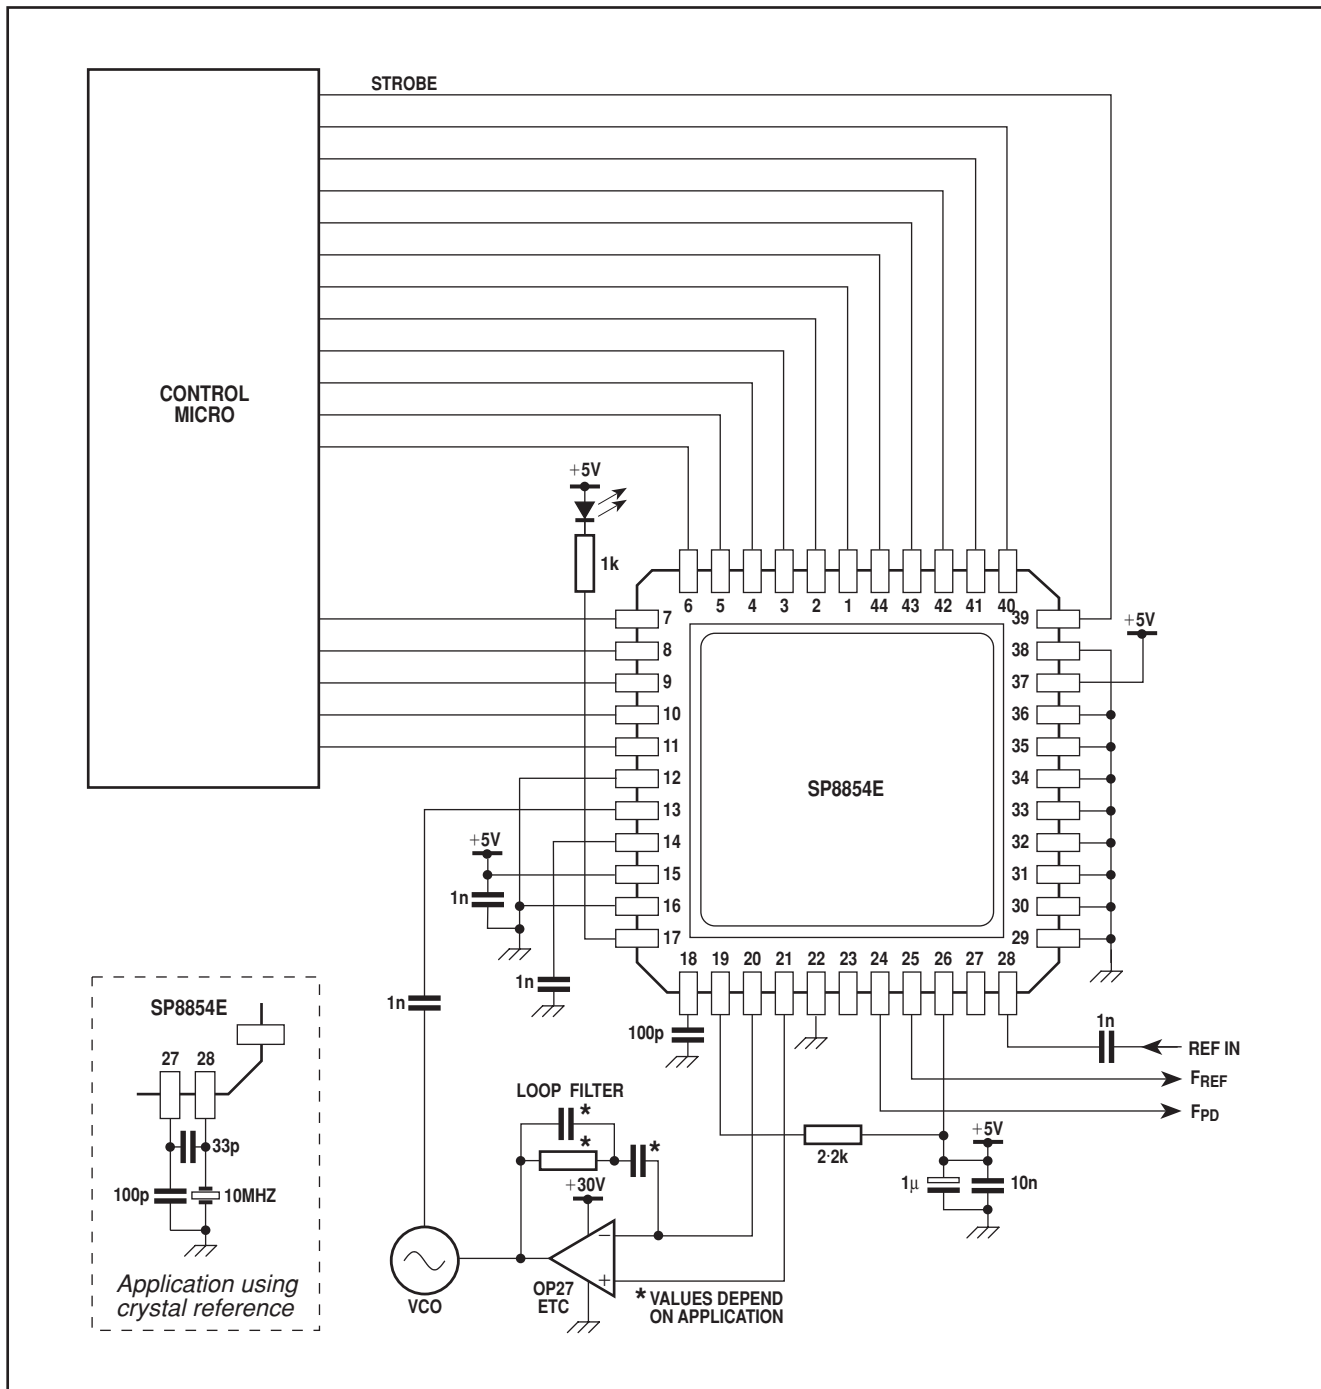 STROBE
CONTROL
MICRO
+5V
1k
6 5 4 3 2 1 44 43 42 41 40
7
8
9
10
11
12
13
14
15
16
17
39
38
37
36
35
34
33
32
31
30
29
+5V
SP8854E
+5V
1n
1n
1n
18 19 20 21 22 23 24 25 26 27 28
100p
1n
REF IN
FREF
FPD
+5V
2·2k
1µ
10n
LOOP FILTER
*
*
*
+30V
−
+
OP27
ETC
* VALUES DEPEND
ON APPLICATION
VCO
SP8854E
27 28
33p
100p
10MHZ
Application using
crystal reference